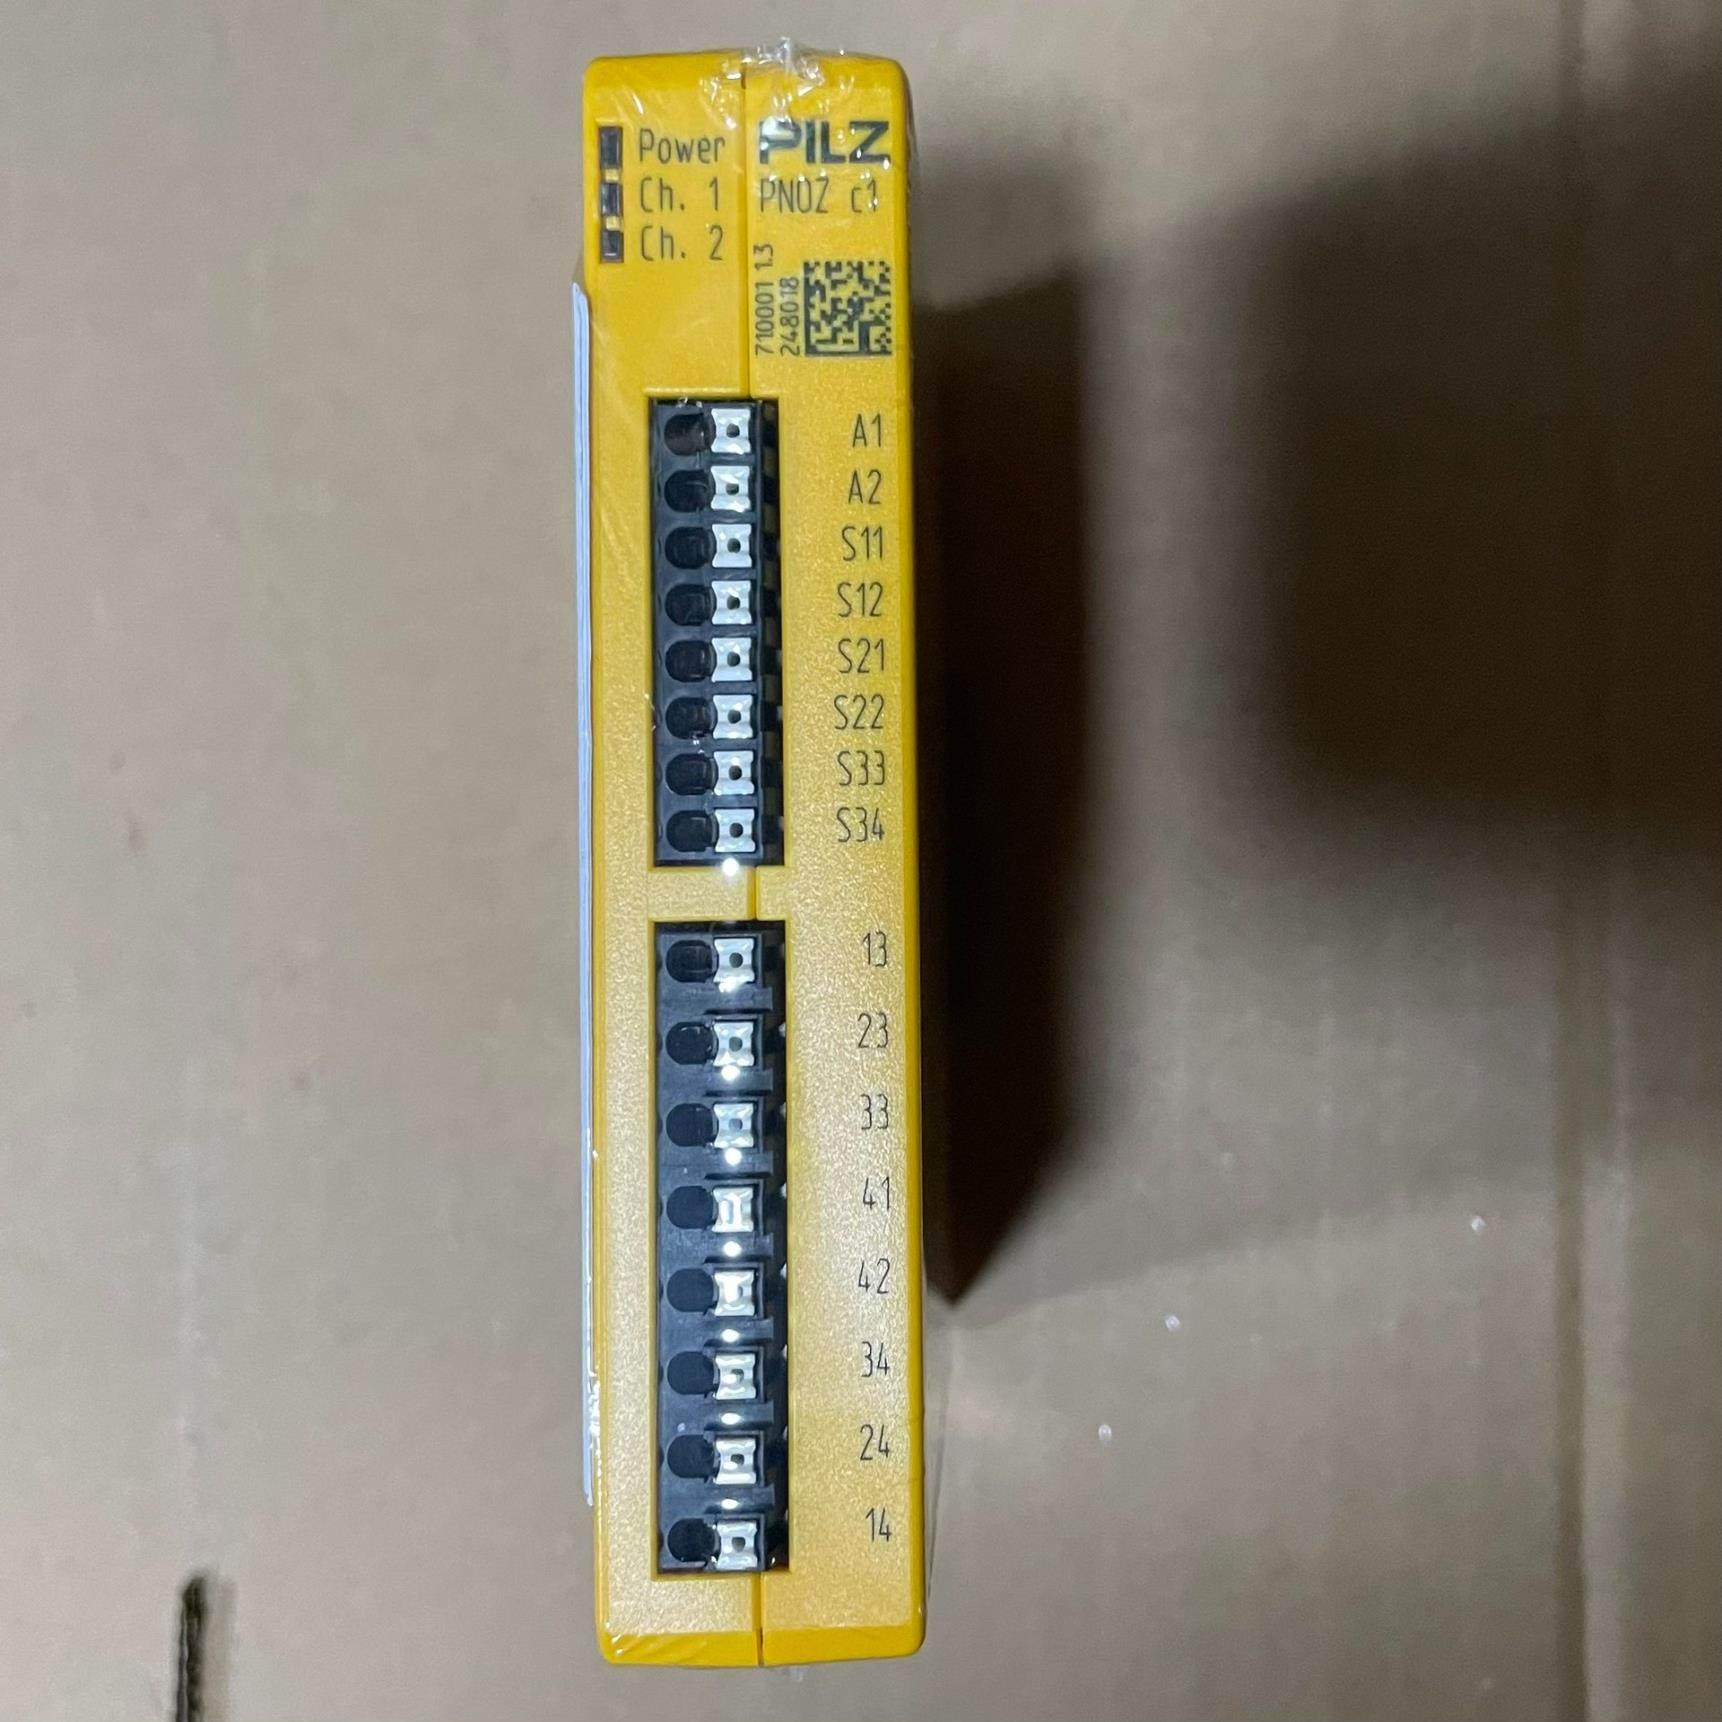 Power
Ch. 1
Ch. 2
PILZ
PNOZ c1
710001 1.3
248018
A1
A2
S11
S12
S21
S22
S33
S34
13
23
33
41
42
34
24
14